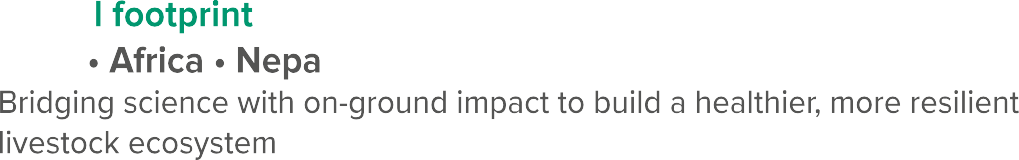 l footprint
• Africa • Nepa
Bridging science with on-ground impact to build a healthier, more resilient
livestock ecosystem